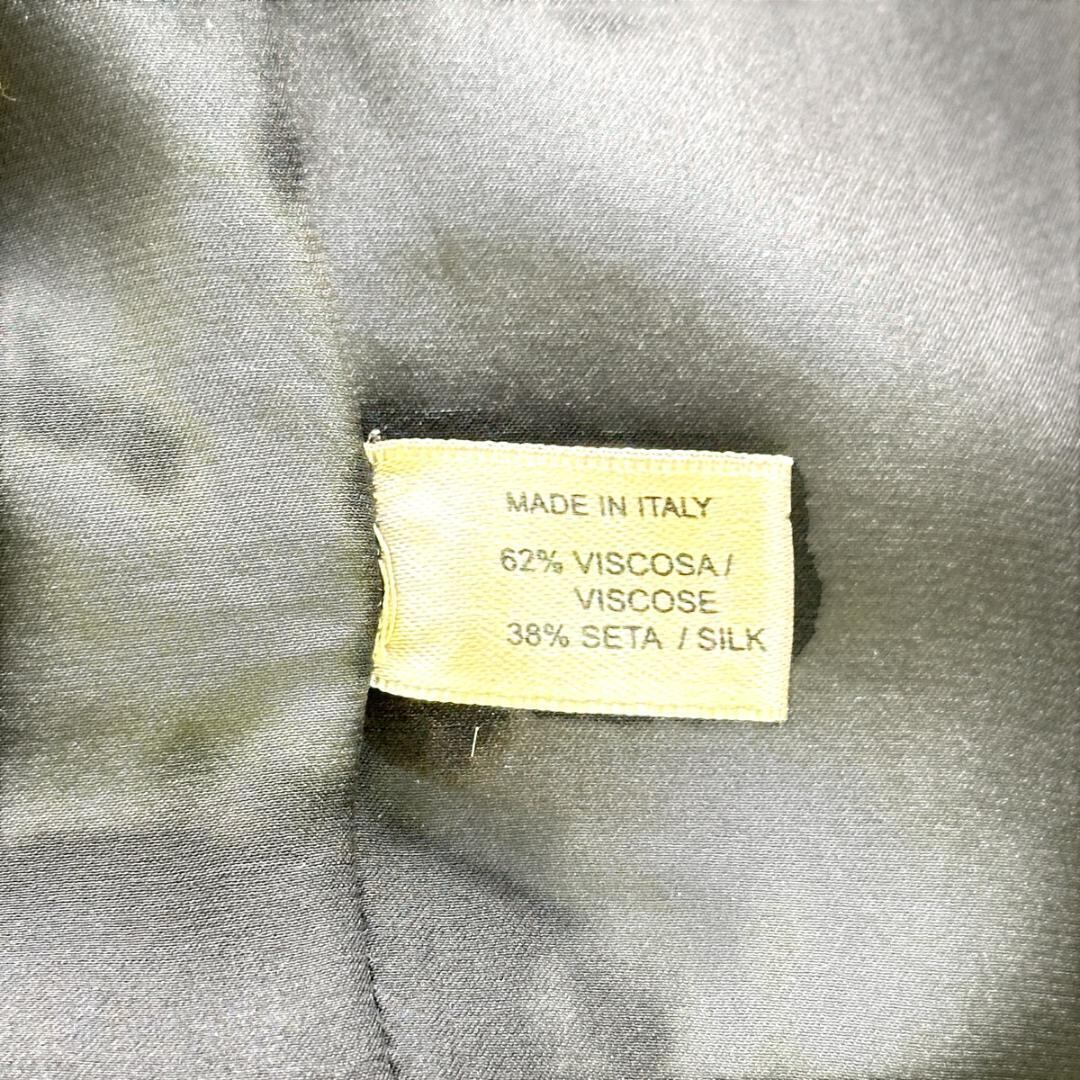 MADE IN ITALY
62% VISCOSA/
VISCOSE
38% SETA / SILK